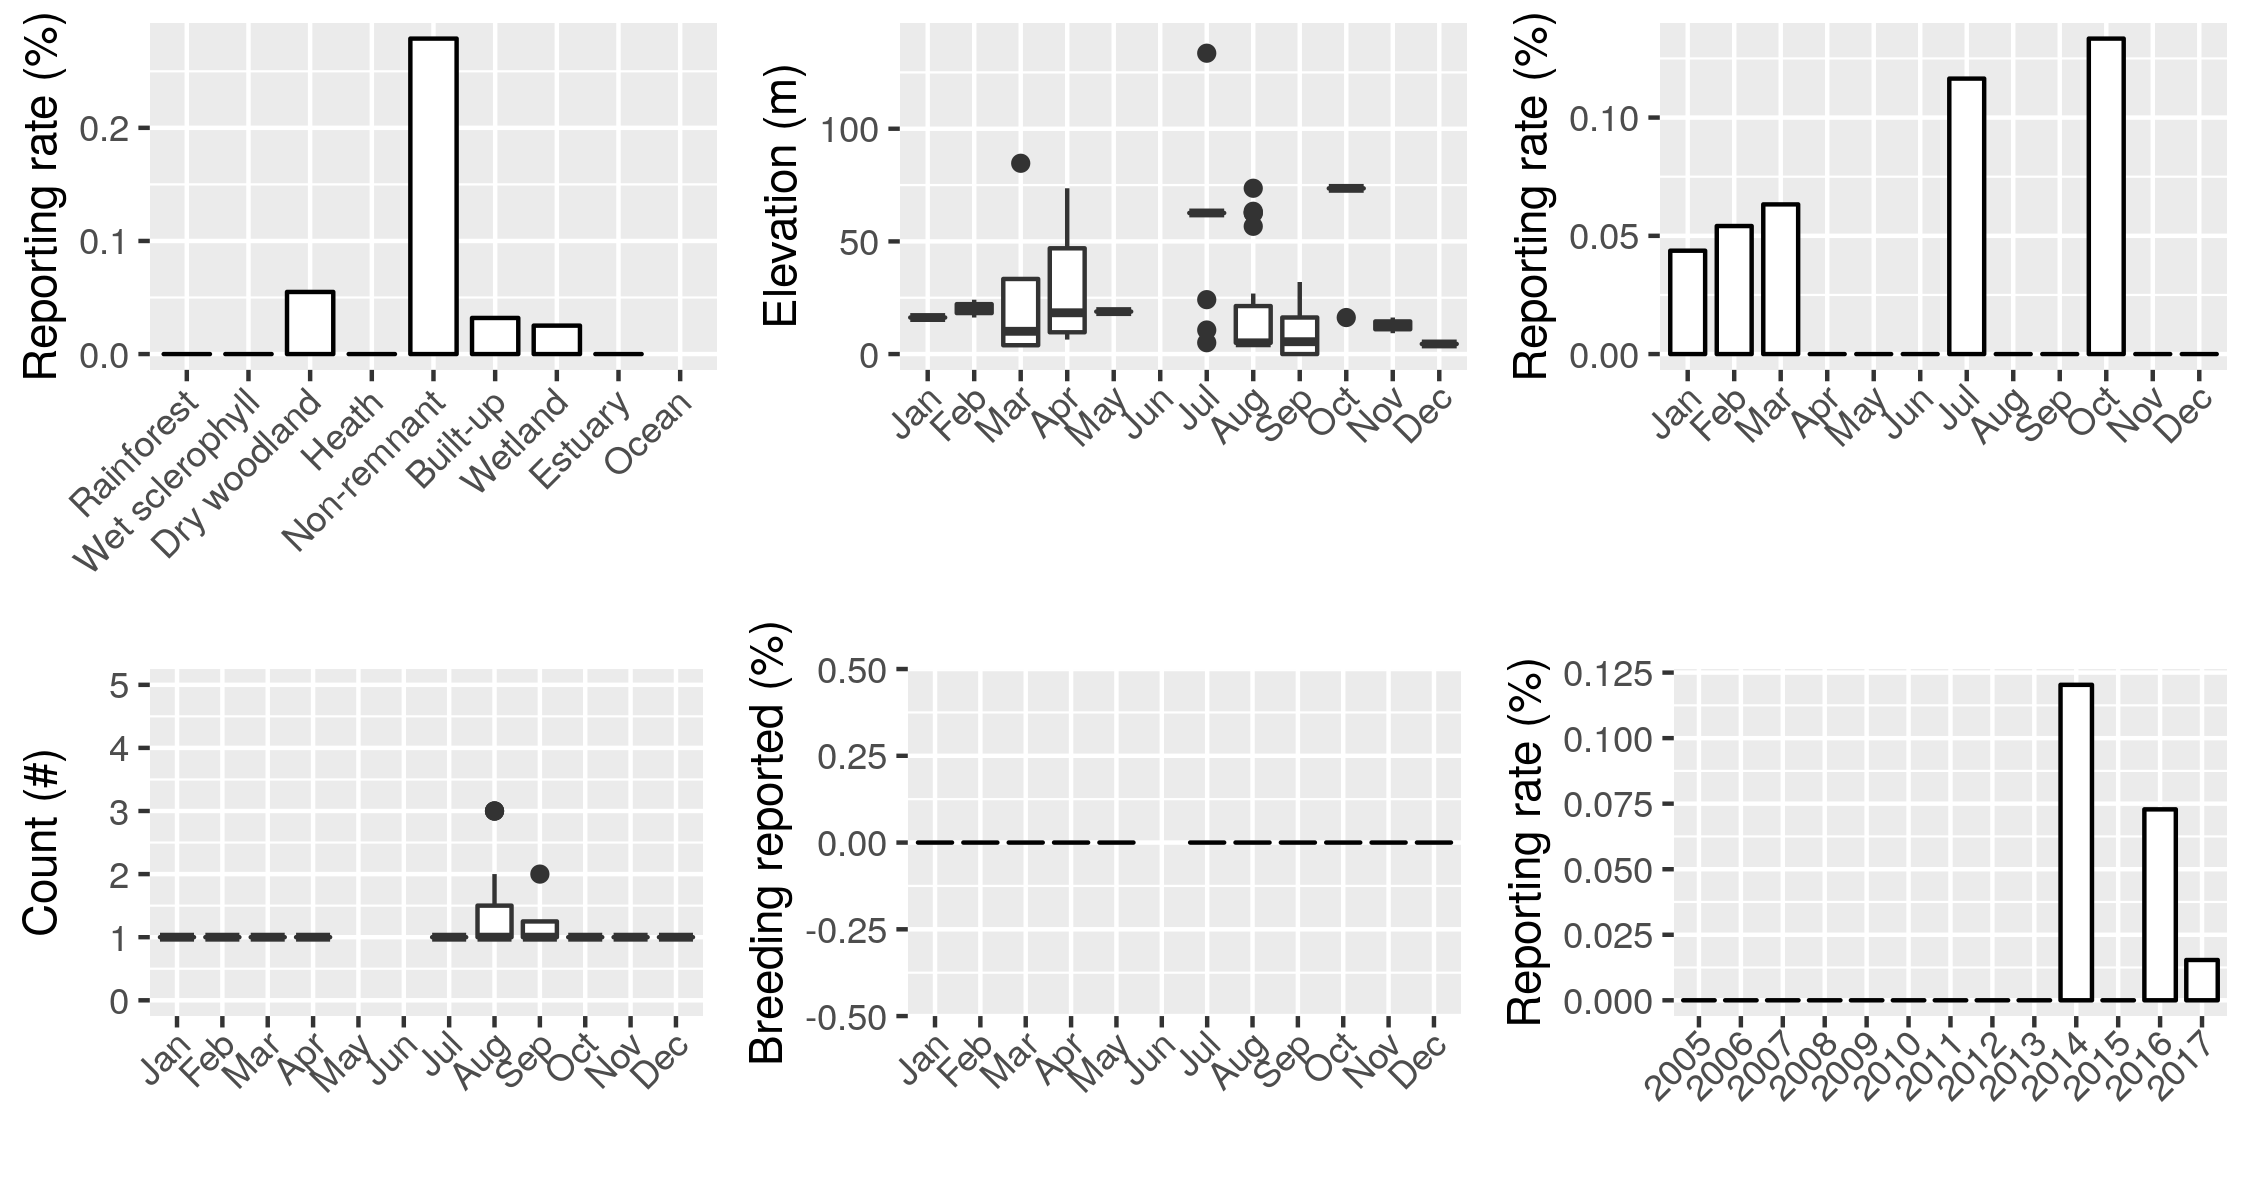 Reporting rate (%)
0.2
0.1
0.0
Rainforest
Wet sclerophyll
Dry woodland
Heath
Non-remnant
Built-up
Wetland
Estuary
Ocean
Elevation (m)
100
50
0
Jan Feb Mar Apr May Jun Jul Aug Sep Oct Nov Dec
Reporting rate (%)
0.10
0.05
0.00
Jan Feb Mar Apr May Jun Jul Aug Sep Oct Nov Dec
Count (#)
5
4
3
2
1
0
Jan Feb Mar Apr May Jun Jul Aug Sep Oct Nov Dec
Breeding reported (%)
0.50
0.25
0.00
-0.25
-0.50
Jan Feb Mar Apr May Jun Jul Aug Sep Oct Nov Dec
Reporting rate (%)
0.125
0.100
0.075
0.050
0.025
0.000
2005 2006 2007 2008 2009 2010 2011 2012 2013 2014 2015 2016 2017